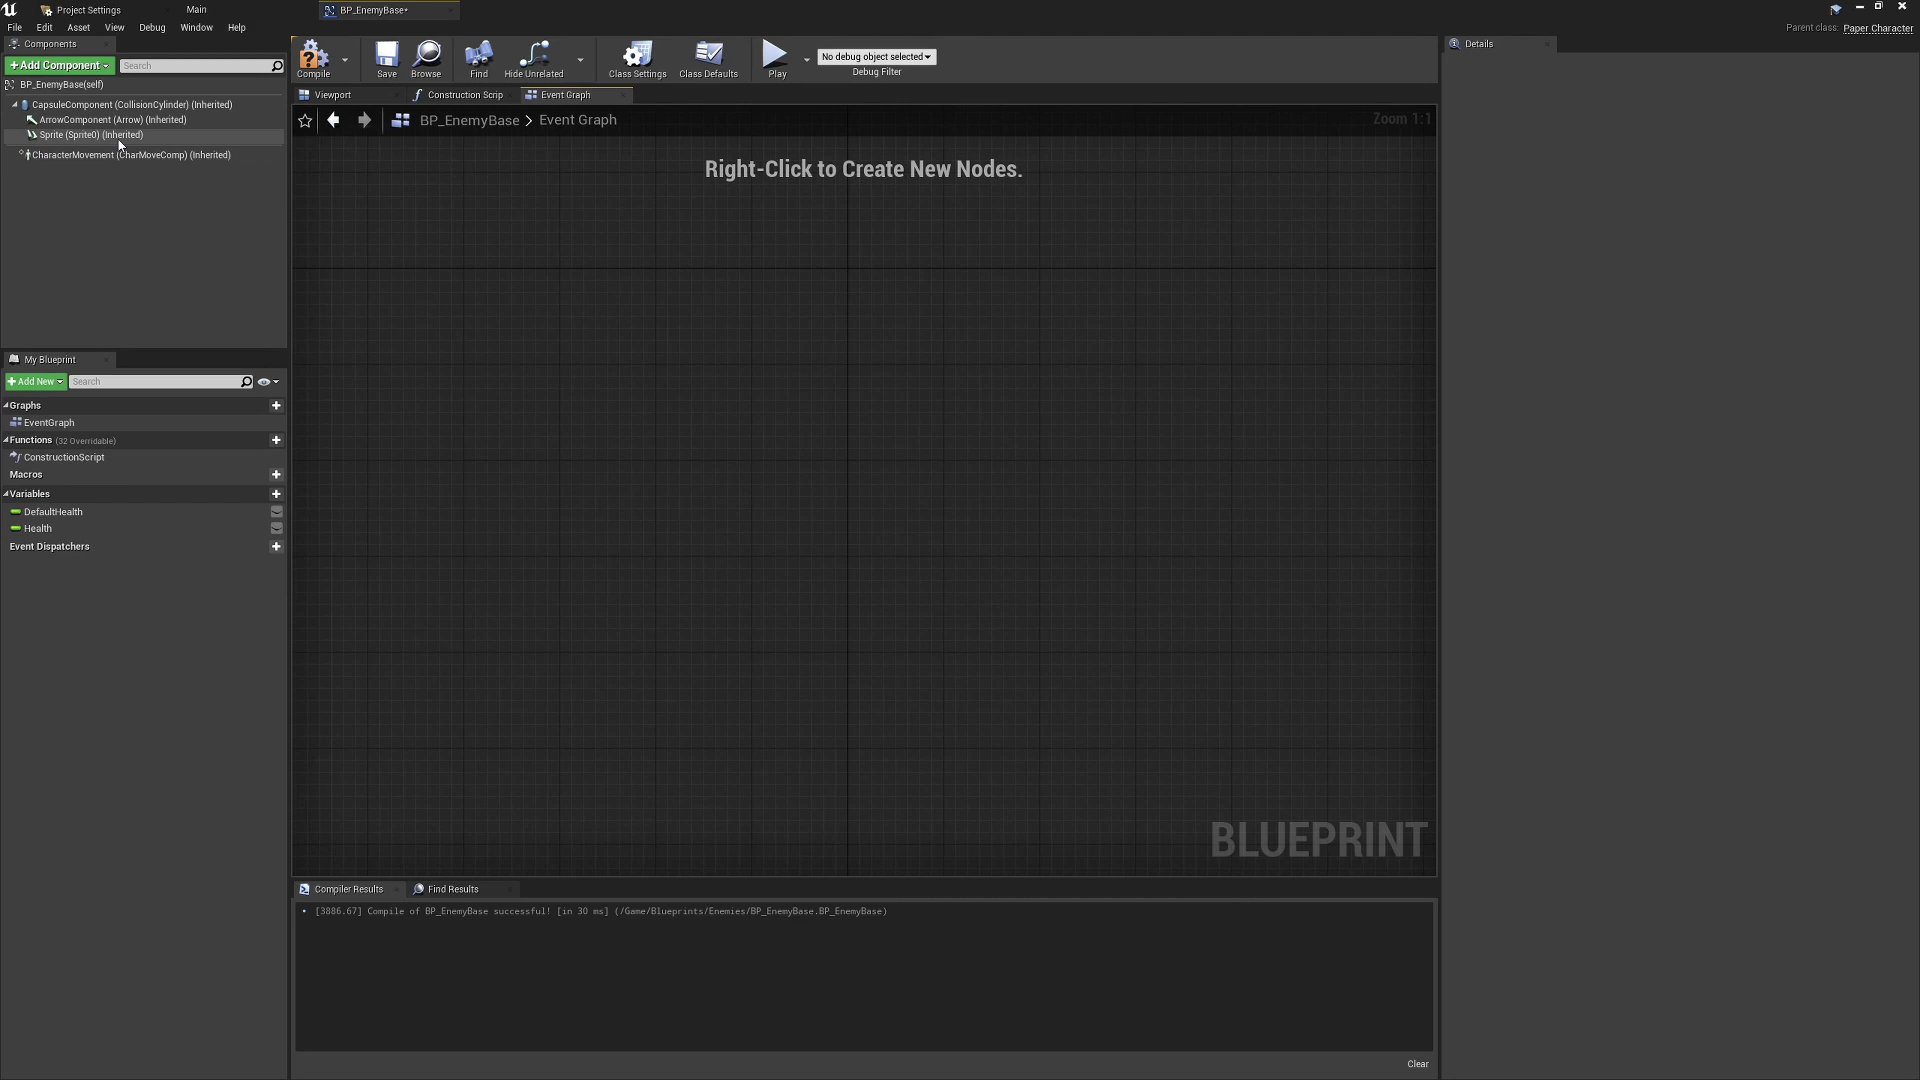 Project Settings
Main
BP_EnemyBase*
File
Edit
Asset
View
Debug
Window
Help
Parent class: Paper Character
Components
+ Add Component
Search
BP_EnemyBase(self)
CapsuleComponent (CollisionCylinder) (Inherited)
ArrowComponent (Arrow) (Inherited)
Sprite (Sprite0) (Inherited)
CharacterMovement (CharMoveComp) (Inherited)
Compile
Save
Browse
Find
Hide Unrelated
Class Settings
Class Defaults
Play
No debug object selected
Debug Filter
Details
Viewport
Construction Scrip
Event Graph
BP_EnemyBase > Event Graph
Zoom 1:1
Right-Click to Create New Nodes.
My Blueprint
+ Add New
Search
Graphs
EventGraph
Functions (32 Overridable)
ConstructionScript
Macros
Variables
DefaultHealth
Health
Event Dispatchers
BLUEPRINT
Compiler Results
Find Results
[3886.67] Compile of BP_EnemyBase successful! [in 30 ms] (/Game/Blueprints/Enemies/BP_EnemyBase.BP_EnemyBase)
Clear